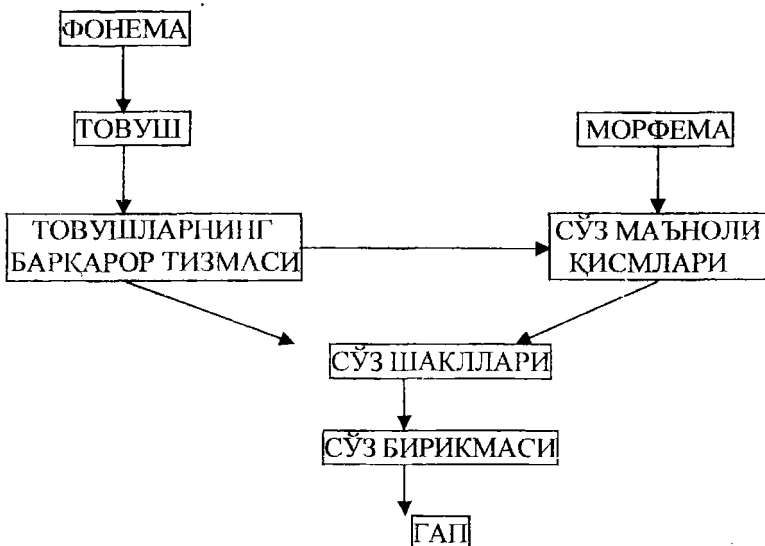 ФОНЕМА
ТОВУШ
МОРФЕМА
ТОВУШЛАРНИНГ
БАРҚАРОР ТИЗМАСИ
СЎЗ МАЪНОЛИ
ҚИСМЛАРИ
СЎЗ ШАКЛЛАРИ
СЎЗ БИРИКМАСИ
ГАП